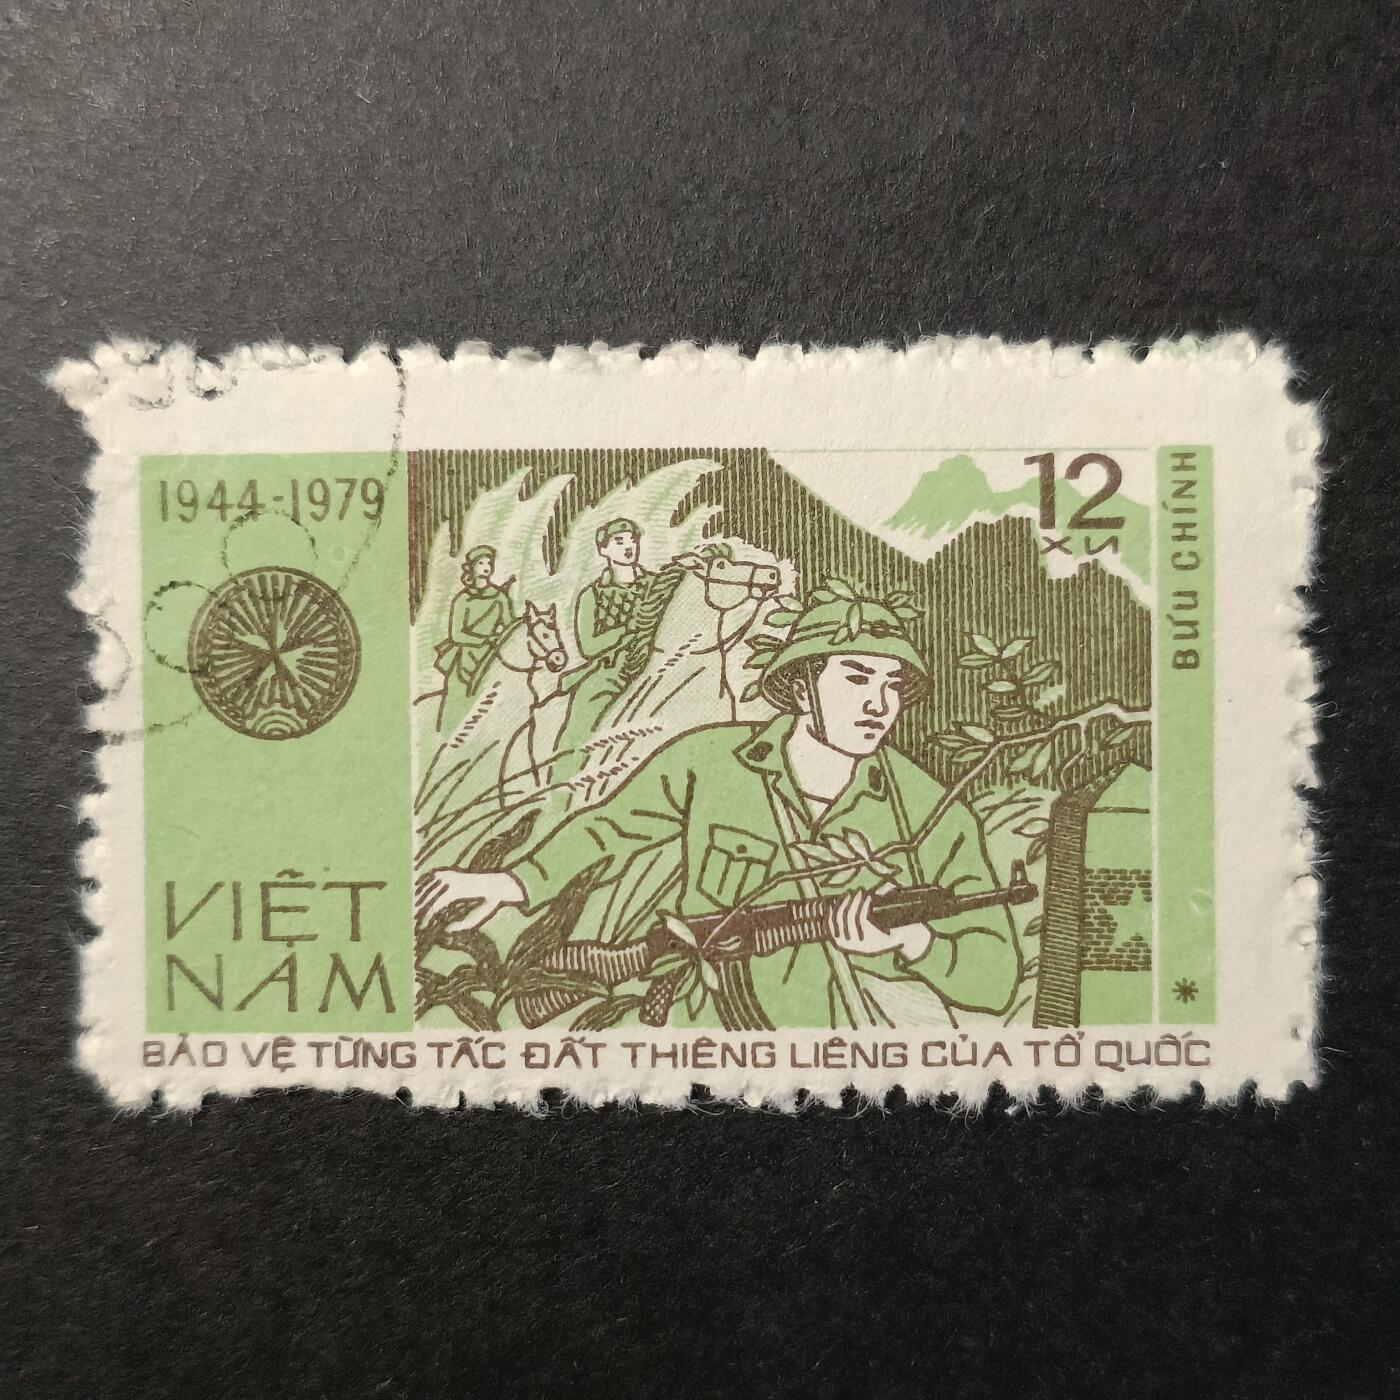 1944-1979
12
XU
BƯU CHÍNH
VIỆT
NAM
BẢO VỆ TỪNG TẤC ĐẤT THIÊNG LIÊNG CỦA TỔ QUỐC